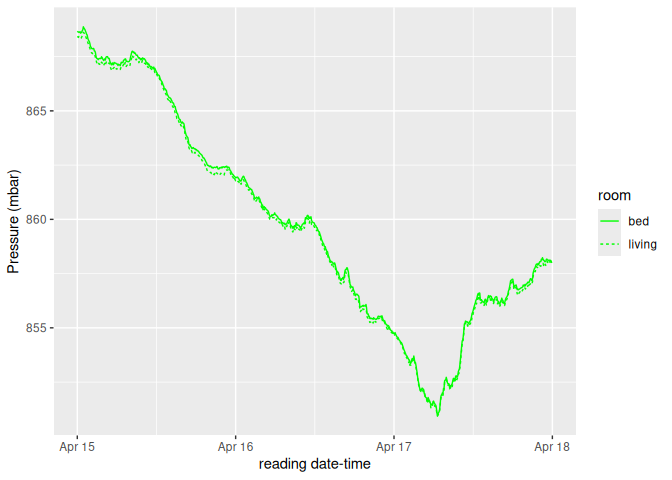 Pressure (mbar)
865
860
855
Apr 15
Apr 16
Apr 17
Apr 18
reading date-time
room
bed
living